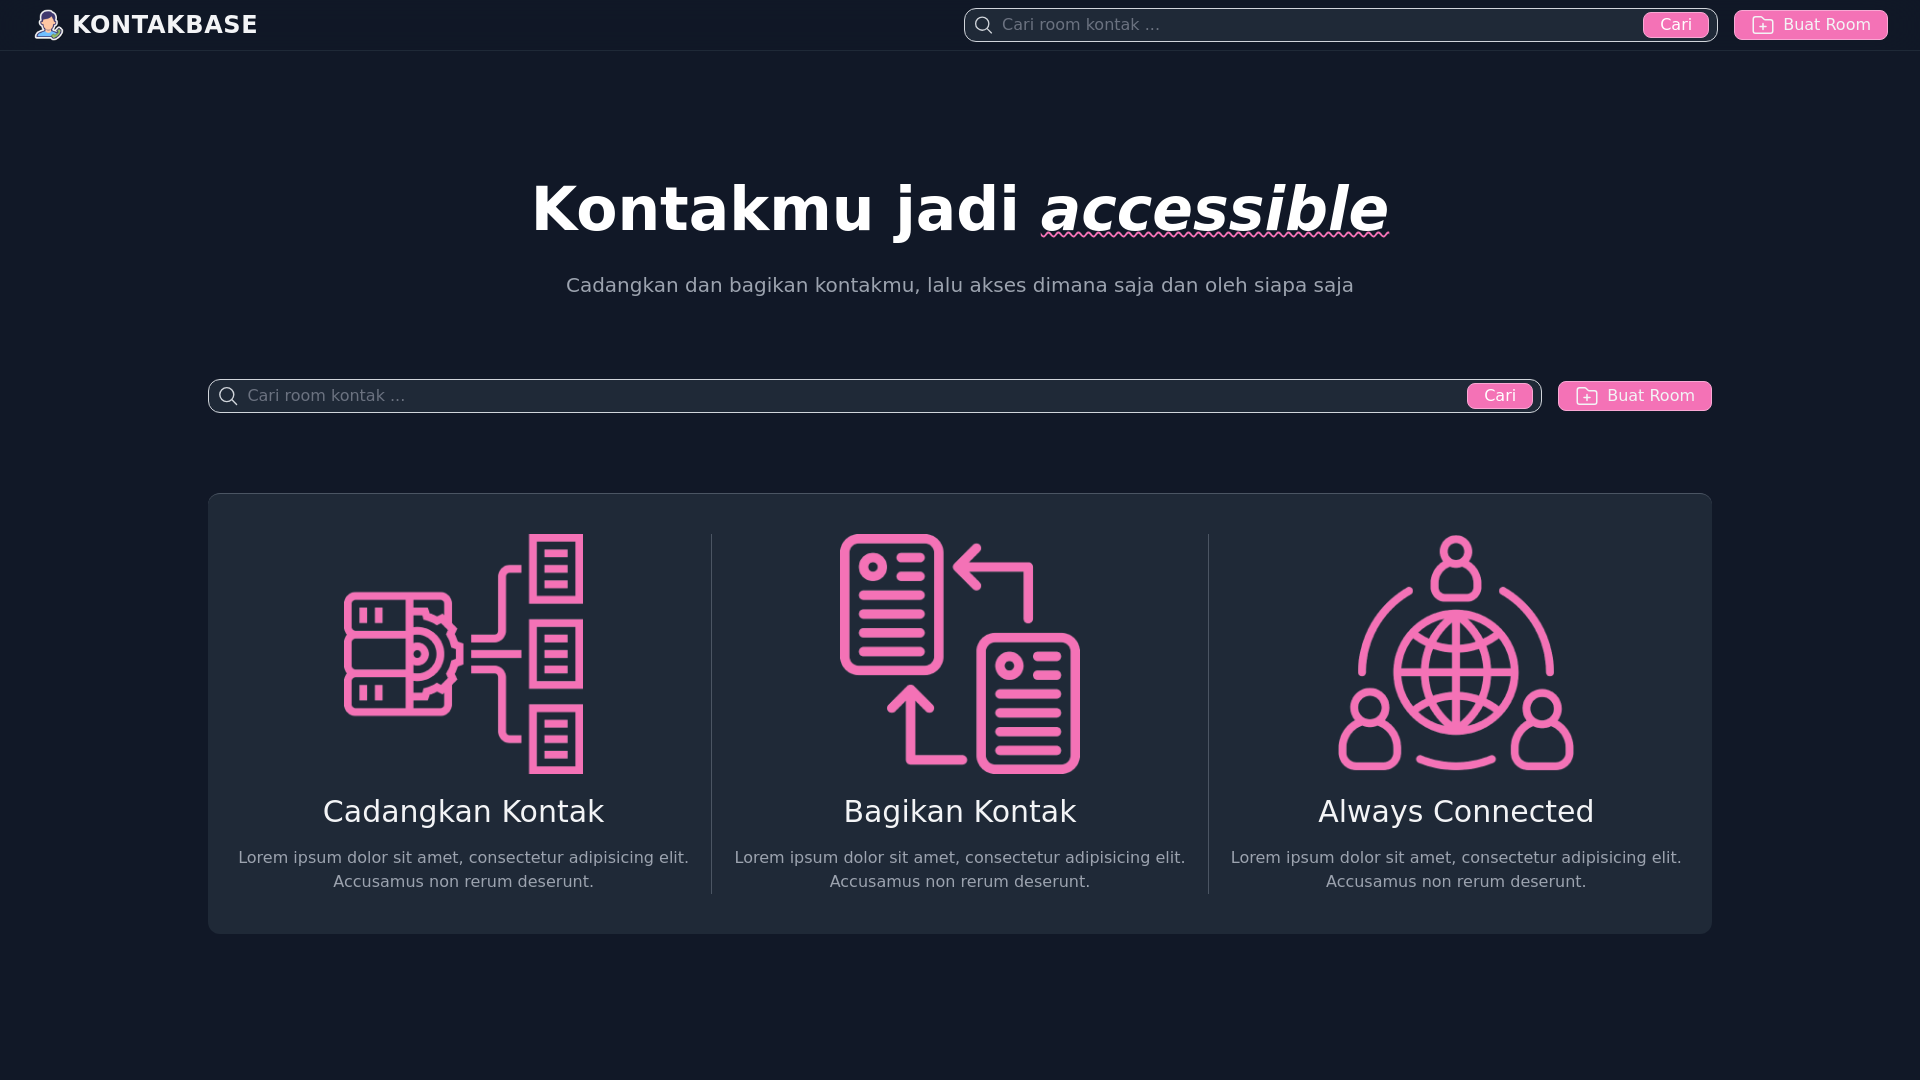 KONTAKBASE
Cari room kontak ...
Cari
Buat Room
Kontakmu jadi accessible
Cadangkan dan bagikan kontakmu, lalu akses dimana saja dan oleh siapa saja
Cari room kontak ...
Cari
Buat Room
Cadangkan Kontak
Lorem ipsum dolor sit amet, consectetur adipisicing elit.
Accusamus non rerum deserunt.
Bagikan Kontak
Lorem ipsum dolor sit amet, consectetur adipisicing elit.
Accusamus non rerum deserunt.
Always Connected
Lorem ipsum dolor sit amet, consectetur adipisicing elit.
Accusamus non rerum deserunt.